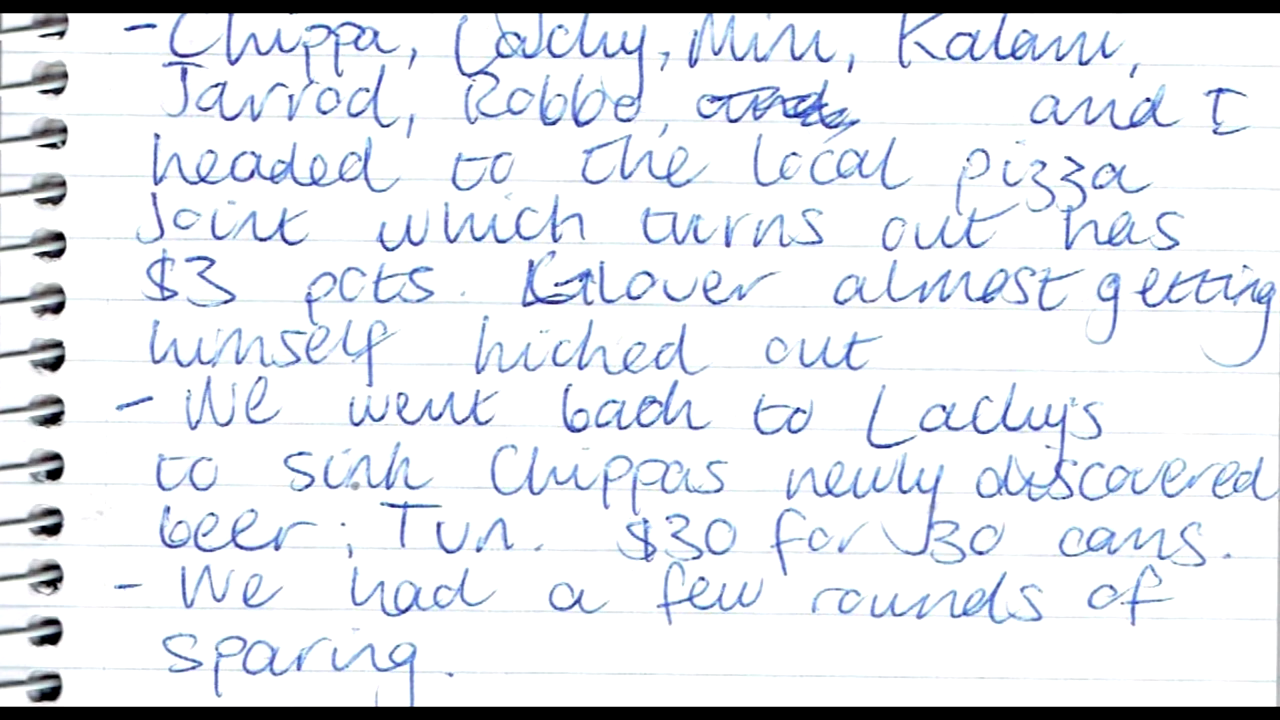 - Chippa, Lachy, Mim, Kalani,
Jarrod, Robbo, and I
headed to the local pizza
Joint which turns out has
$3 pots. Glover almost getting
himself kicked out
- We went back to Lachy's
to sink Chippas newly discovered
beer; Tun. $30 for 30 cans.
- We had a few rounds of
sparing.